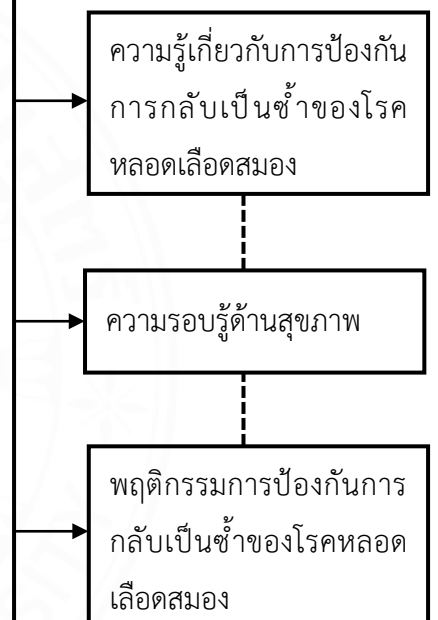 ความรู้เกี่ยวกับการป้องกัน
การกลับเป็นซ้ำของโรค
หลอดเลือดสมอง
ความรอบรู้ด้านสุขภาพ
พฤติกรรมการป้องกันการ
กลับเป็นซ้ำของโรคหลอด
เลือดสมอง